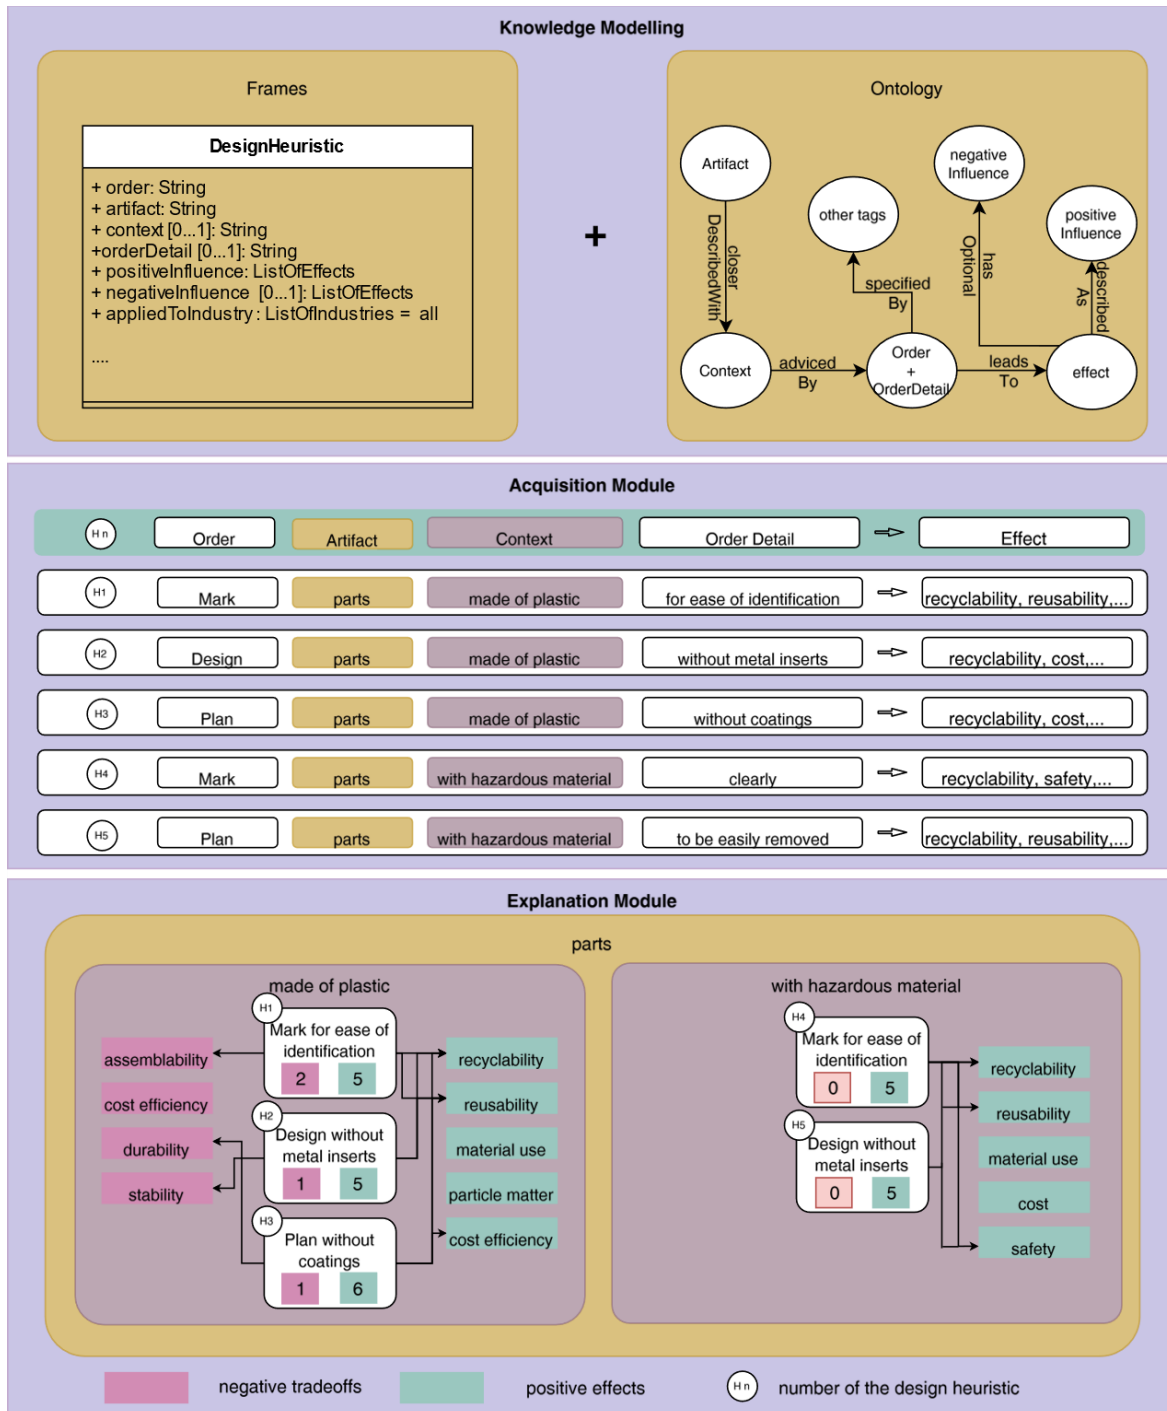 Knowledge Modelling
Frames
DesignHeuristic
+ order: String
+ artifact: String
+ context [0...1]: String
+orderDetail [0...1]: String
+ positiveInfluence: ListOfEffects
+ negativeInfluence [0...1]: ListOfEffects
+ appliedToIndustry: ListOfIndustries = all
....
+
Ontology
Artifact
negative
Influence
other tags
positive
Influence
closer
DescribedWith
specified
By
has
Optional
described
As
Context
adviced
By
Order
+
OrderDetail
leads
To
effect
Acquisition Module
H n
Order
Artifact
Context
Order Detail
Effect
H1
Mark
parts
made of plastic
for ease of identification
recyclability, reusability,...
H2
Design
parts
made of plastic
without metal inserts
recyclability, cost,...
H3
Plan
parts
made of plastic
without coatings
recyclability, cost,...
H4
Mark
parts
with hazardous material
clearly
recyclability, safety,...
H5
Plan
parts
with hazardous material
to be easily removed
recyclability, reusability,...
Explanation Module
parts
made of plastic
H1
Mark for ease of
identification
2 5
H2
Design without
metal inserts
1 5
H3
Plan without
coatings
1 6
assemblability
cost efficiency
durability
stability
recyclability
reusability
material use
particle matter
cost efficiency
with hazardous material
H4
Mark for ease of
identification
0 5
H5
Design without
metal inserts
0 5
recyclability
reusability
material use
cost
safety
negative tradeoffs
positive effects
H n
number of the design heuristic